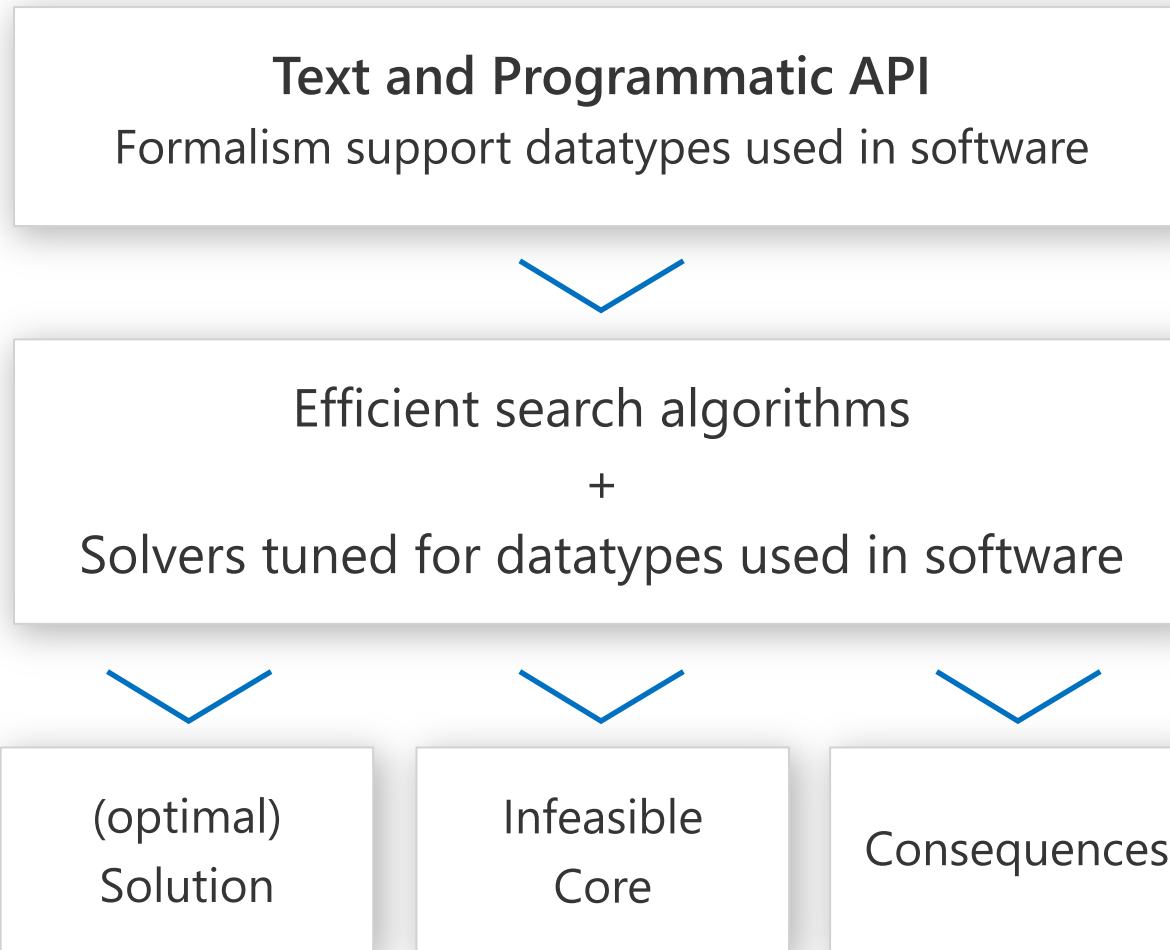 Text and Programmatic API
Formalism support datatypes used in software
Efficient search algorithms
+
Solvers tuned for datatypes used in software
(optimal)
Solution
Infeasible
Core
Consequences